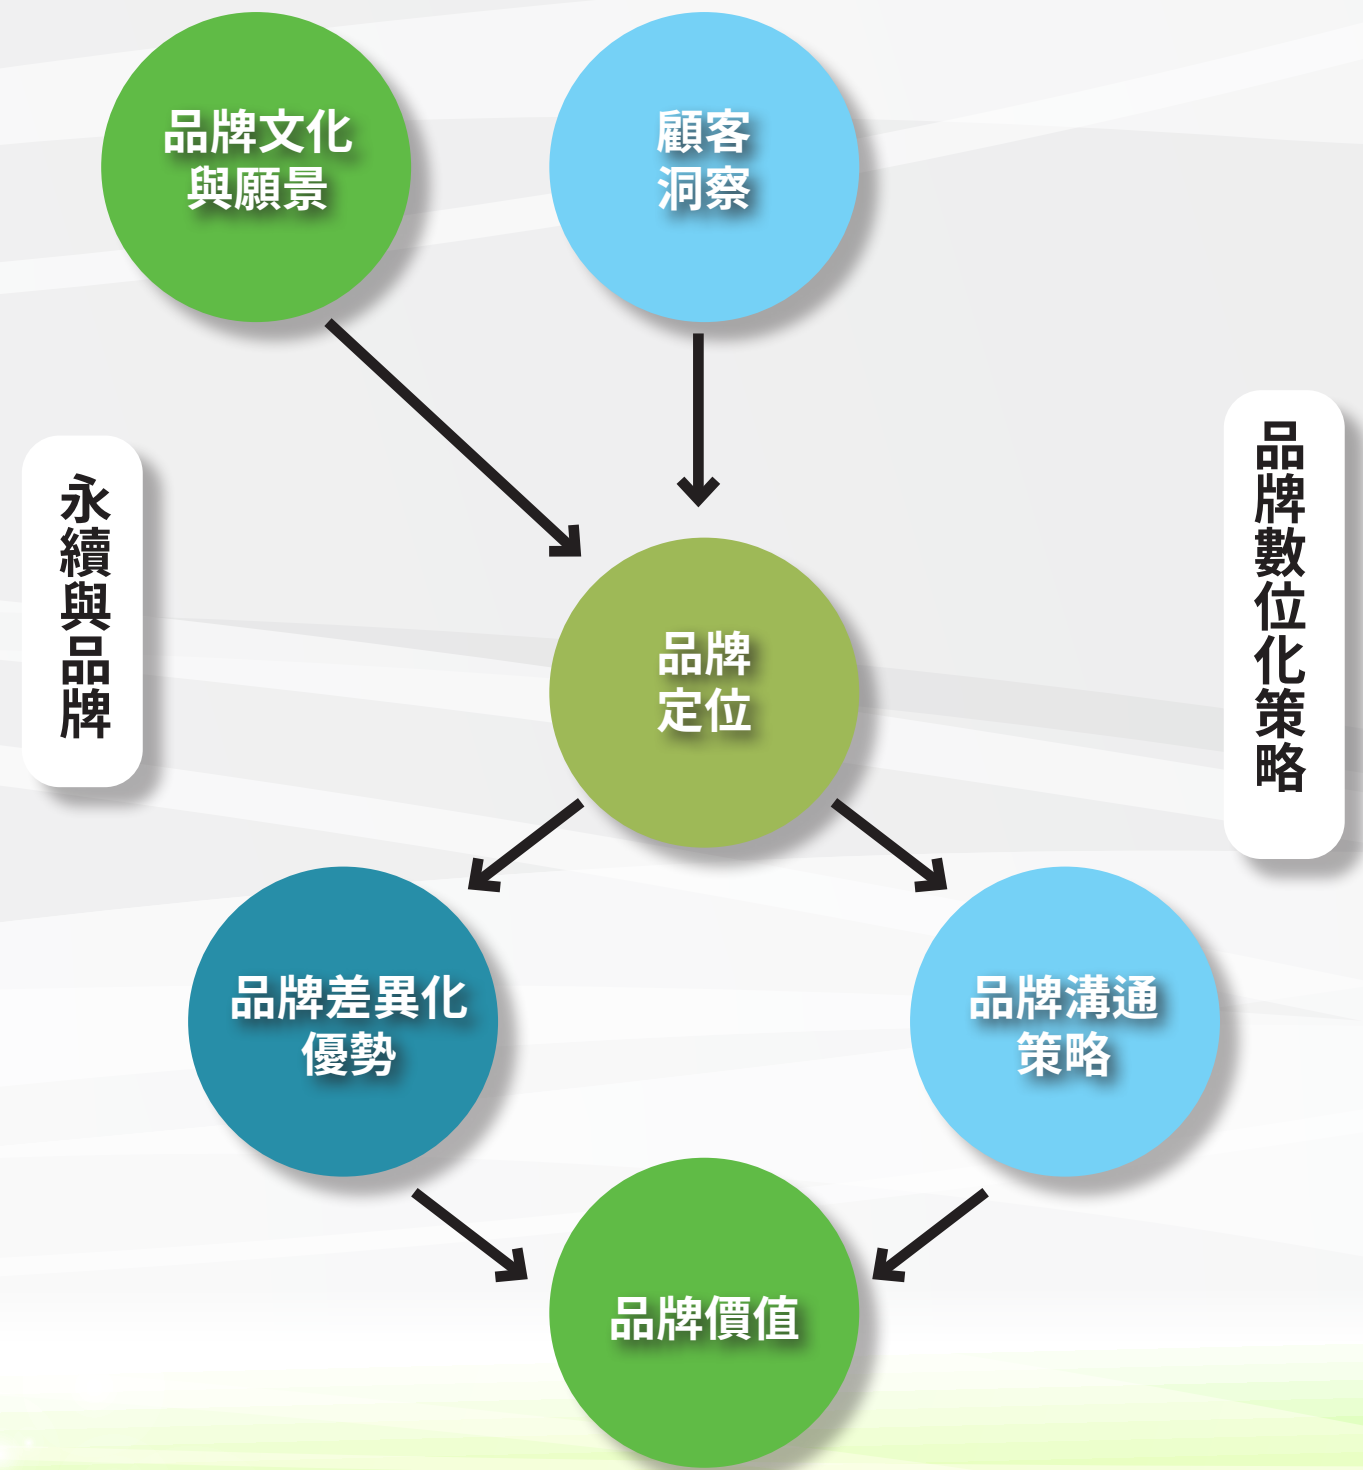 品牌文化
與願景
顧客
洞察
永續與品牌
品牌數位化策略
品牌
定位
品牌差異化
優勢
品牌溝通
策略
品牌價值